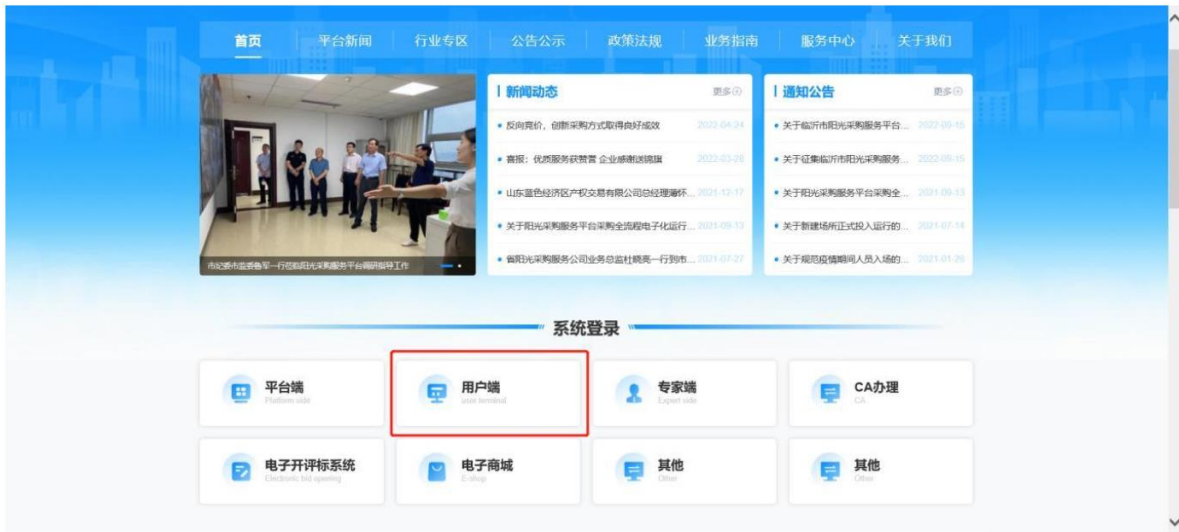 首页 平台新闻 行业专区 公告公示 政策法规 业务指南 服务中心 关于我们
新闻动态 更多
反向竞价，创新采购方式取得良好成效 2022-04-24
喜报：优质服务获赞誉 企业感谢送锦旗 2022-03-28
山东蓝色经济区产权交易有限公司总经理薄怀... 2021-12-17
关于阳光采购服务平台采购全流程电子化运行... 2021-09-13
省阳光采购服务公司业务总监杜晓亮一行到市... 2021-07-27
通知公告 更多
关于临沂市阳光采购服务平台... 2022-09-15
关于征集临沂市阳光采购服务... 2022-09-15
关于阳光采购服务平台采购全... 2021-09-13
关于新建场所正式投入运行的... 2021-07-14
关于规范疫情期间人员入场的... 2021-01-29
市纪委市监委鲁军一行莅临阳光采购服务平台调研指导工作
系统登录
平台端
Platform side
用户端
user terminal
专家端
Expert side
CA办理
CA
电子开评标系统
Electronic bid opening
电子商城
E-shop
其他
Other
其他
Other